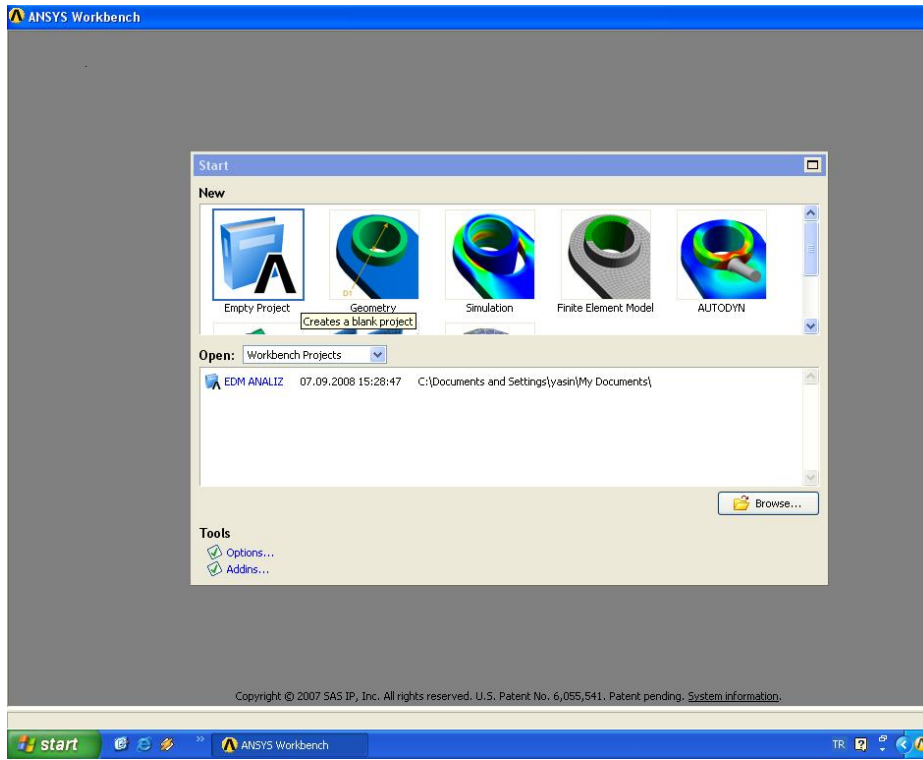 ANSYS Workbench
Start
New
Empty Project Geometry Simulation Finite Element Model AUTODYN
D1
Creates a blank project
Open: Workbench Projects
EDM ANALIZ 07.09.2008 15:28:47 C:\Documents and Settings\yasin\My Documents\
Browse...
Tools
Options...
Addins...
Copyright © 2007 SAS IP, Inc. All rights reserved. U.S. Patent No. 6,055,541. Patent pending. System information.
start ANSYS Workbench TR